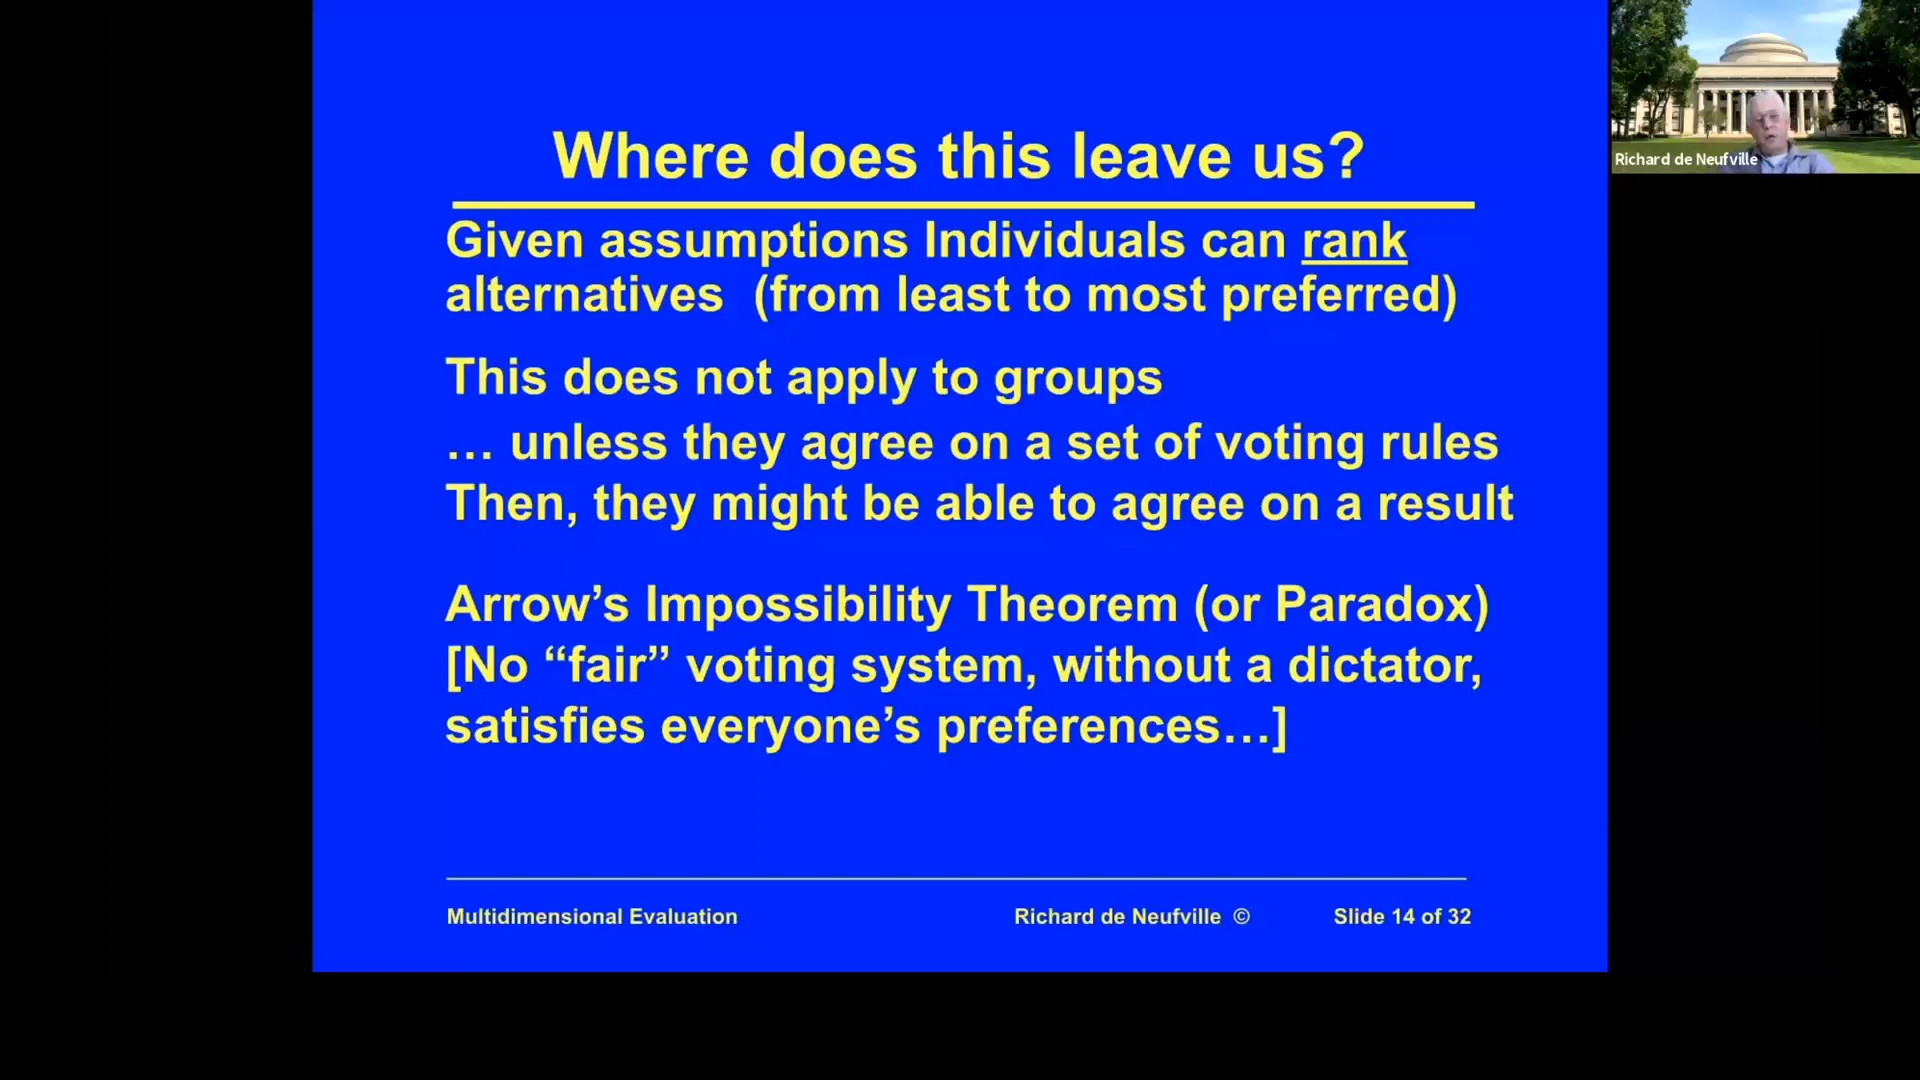 Where does this leave us?
Given assumptions Individuals can rank
alternatives (from least to most preferred)
This does not apply to groups
… unless they agree on a set of voting rules
Then, they might be able to agree on a result
Arrow’s Impossibility Theorem (or Paradox)
[No “fair” voting system, without a dictator,
satisfies everyone’s preferences…]
Multidimensional Evaluation
Richard de Neufville ©
Slide 14 of 32
Richard de Neufville